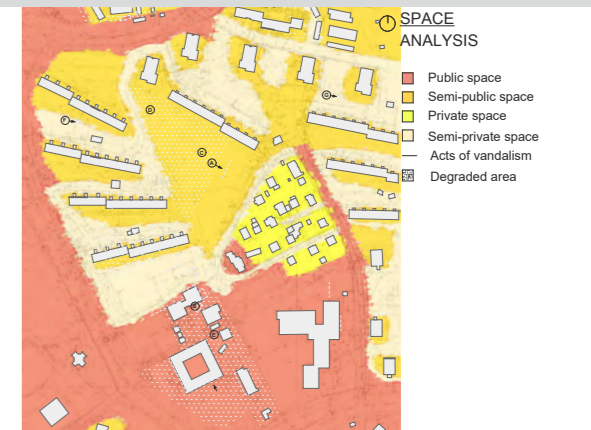 SPACE
ANALYSIS
Public space
Semi-public space
Private space
Semi-private space
Acts of vandalism
Degraded area
G
D
F
C
A
B
E